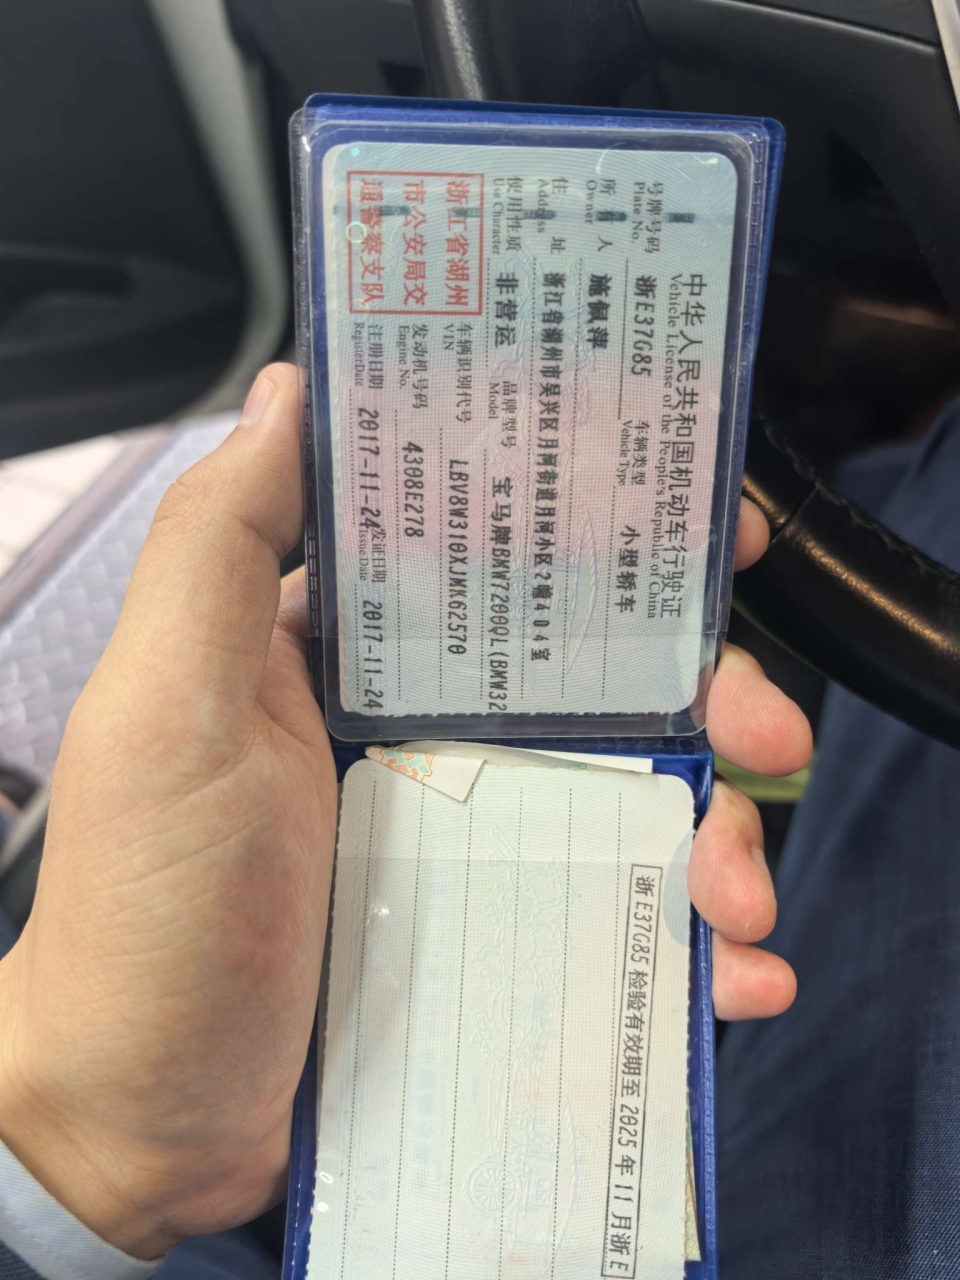 中华人民共和国机动车行驶证
Vehicle License of the People's Republic of China
号牌号码 浙E37G85 车辆类型 小型轿车
Plate No. Vehicle Type
所有人 施佩萍
Owner
住址 浙江省湖州市吴兴区月河街道月河小区2幢404室
Address
使用性质 非营运 品牌型号 宝马牌BMW7200QL(BMW32
Use Character Model
浙江省湖州
市公安局交
通警察支队
车辆识别代号 LBV8W310XJMK62570
VIN
发动机号码 4308E278
Engine No.
注册日期 2017-11-24 发证日期 2017-11-24
Register Date Issue Date
浙E37G85 检验有效期至 2025 年 11 月浙 E